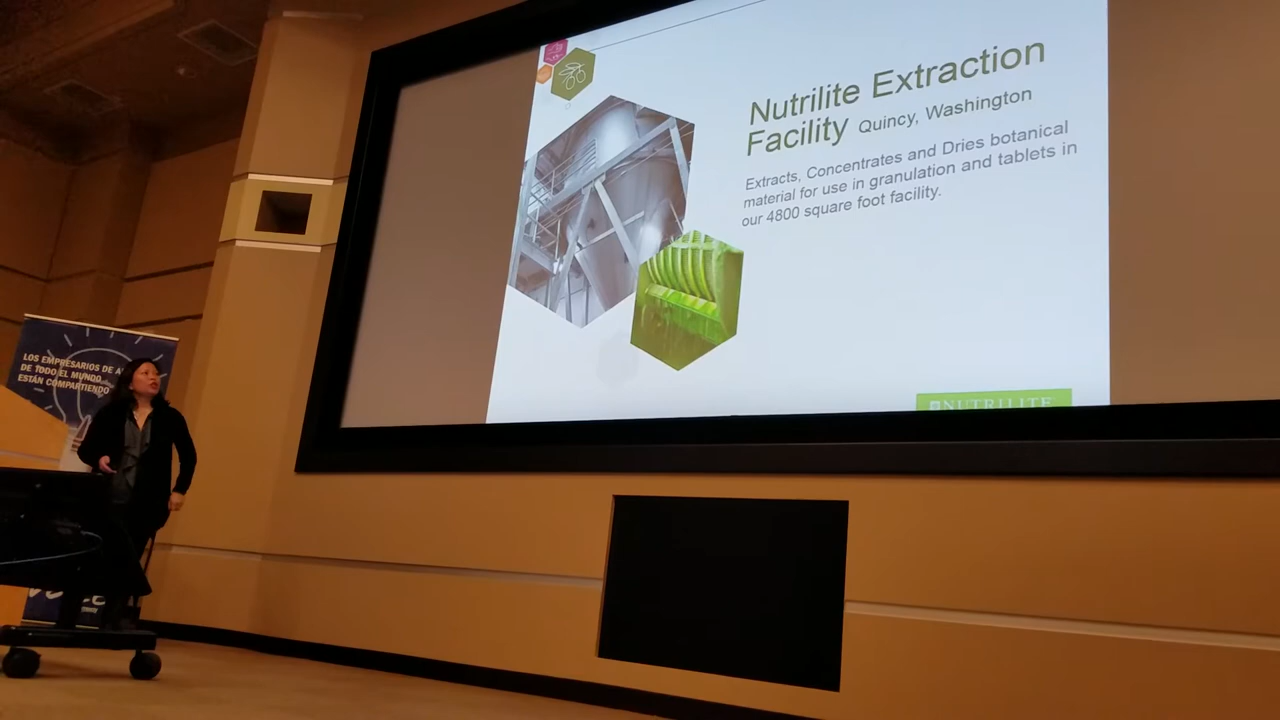 Nutrilite Extraction
Facility Quincy, Washington
Extracts, Concentrates and Dries botanical
material for use in granulation and tablets in
our 4800 square foot facility.
NUTRILITE
LOS EMPRESARIOS DE
DE TODO EL MUNDO
ESTÁN COMPARTIENDO